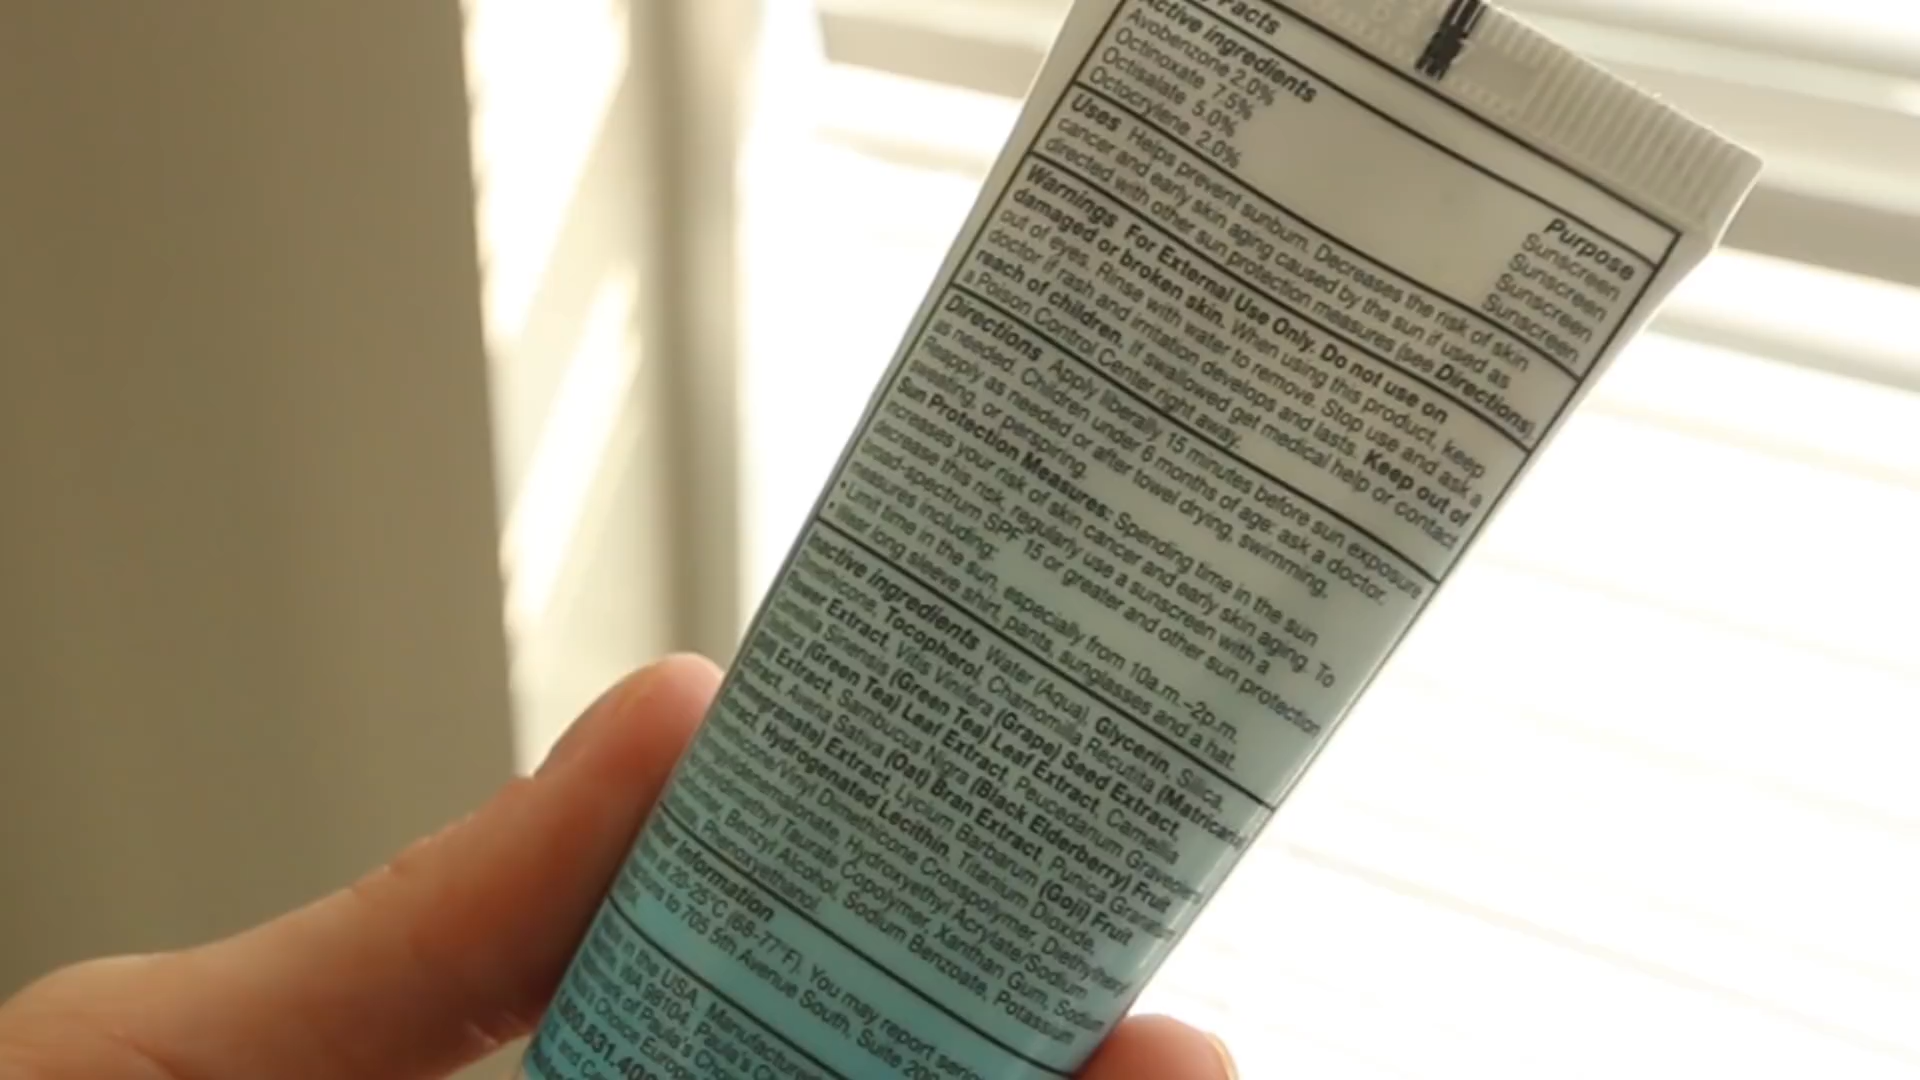 Facts
Active ingredients Purpose
Avobenzone 2.0% Sunscreen
Octinoxate 7.5% Sunscreen
Octisalate 5.0% Sunscreen
Octocrylene 2.0% Sunscreen
Uses Helps prevent sunburn. Decreases the risk of skin
cancer and early skin aging caused by the sun if used as
directed with other sun protection measures (see Directions).
Warnings For External Use Only. Do not use on
damaged or broken skin. When using this product, keep
out of eyes. Rinse with water to remove. Stop use and ask a
doctor if rash and irritation develops and lasts. Keep out of
reach of children. If swallowed get medical help or contact
a Poison Control Center right away.
Directions Apply liberally 15 minutes before sun exposure
as needed. Children under 6 months of age: ask a doctor.
Reapply as needed or after towel drying, swimming,
sweating, or perspiring.
Sun Protection Measures: Spending time in the sun
increases your risk of skin cancer and early skin aging. To
decrease this risk, regularly use a sunscreen with a
broad-spectrum SPF 15 or greater and other sun protection
measures including:
• Limit time in the sun, especially from 10a.m.–2p.m.
• Wear long sleeve shirt, pants, sunglasses and a hat.
ingredients Water (Aqua), Glycerin, Silica,
Tocopherol, Chamomilla Recutita (Matricaria)
Extract, Vitis Vinifera (Grape) Seed Extract,
Sinensis (Green Tea) Leaf Extract, Camellia
(Green Tea) Leaf Extract, Peucedanum Graveolens
Extract, Sambucus Nigra (Black Elderberry) Fruit
Avena Sativa (Oat) Bran Extract, Punica Granatum
Extract, Lycium Barbarum (Goji) Fruit
Hydrogenated Lecithin, Titanium Dioxide,
Dimethicone Crosspolymer,
Hydroxyethyl Acrylate/Sodium
Taurate Copolymer, Xanthan Gum, Sodium
Benzyl Alcohol, Sodium Benzoate, Potassium
Phenoxyethanol.
Information
20-25°C (68-77°F). You may report
to 705 5th Avenue South, Suite
in the USA. Manufactured
WA 98104. Paula's
of Paula's
Choice Europe